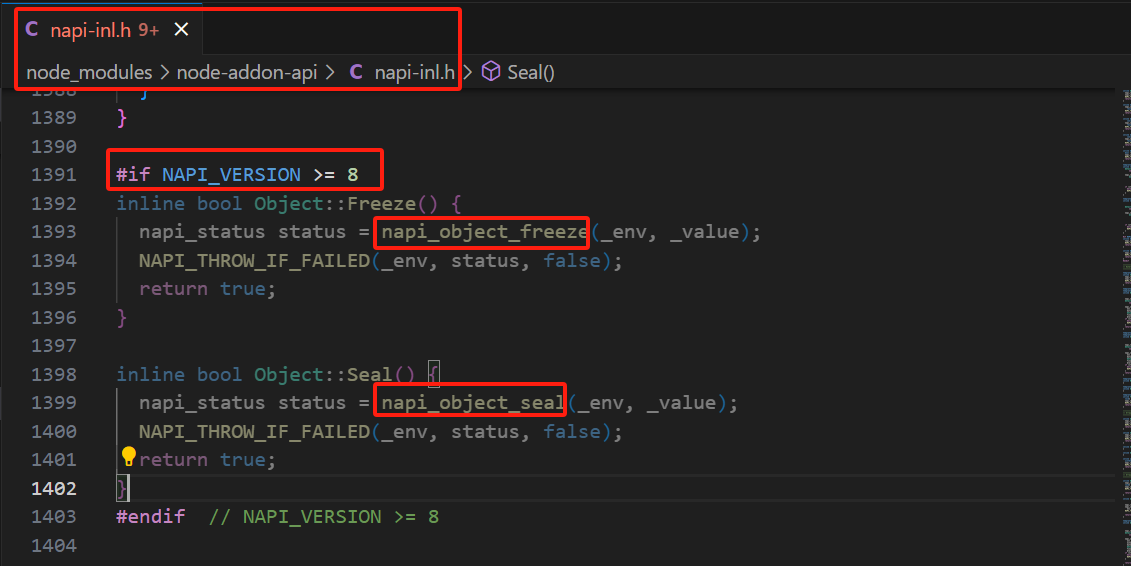 napi-inl.h 9+
node_modules > node-addon-api > C napi-inl.h > Seal()
1389 }
1390
1391 #if NAPI_VERSION >= 8
1392 inline bool Object::Freeze() {
1393 napi_status status = napi_object_freeze(_env, _value);
1394 NAPI_THROW_IF_FAILED(_env, status, false);
1395 return true;
1396 }
1397
1398 inline bool Object::Seal() {
1399 napi_status status = napi_object_seal(_env, _value);
1400 NAPI_THROW_IF_FAILED(_env, status, false);
1401 return true;
1402 }
1403 #endif // NAPI_VERSION >= 8
1404